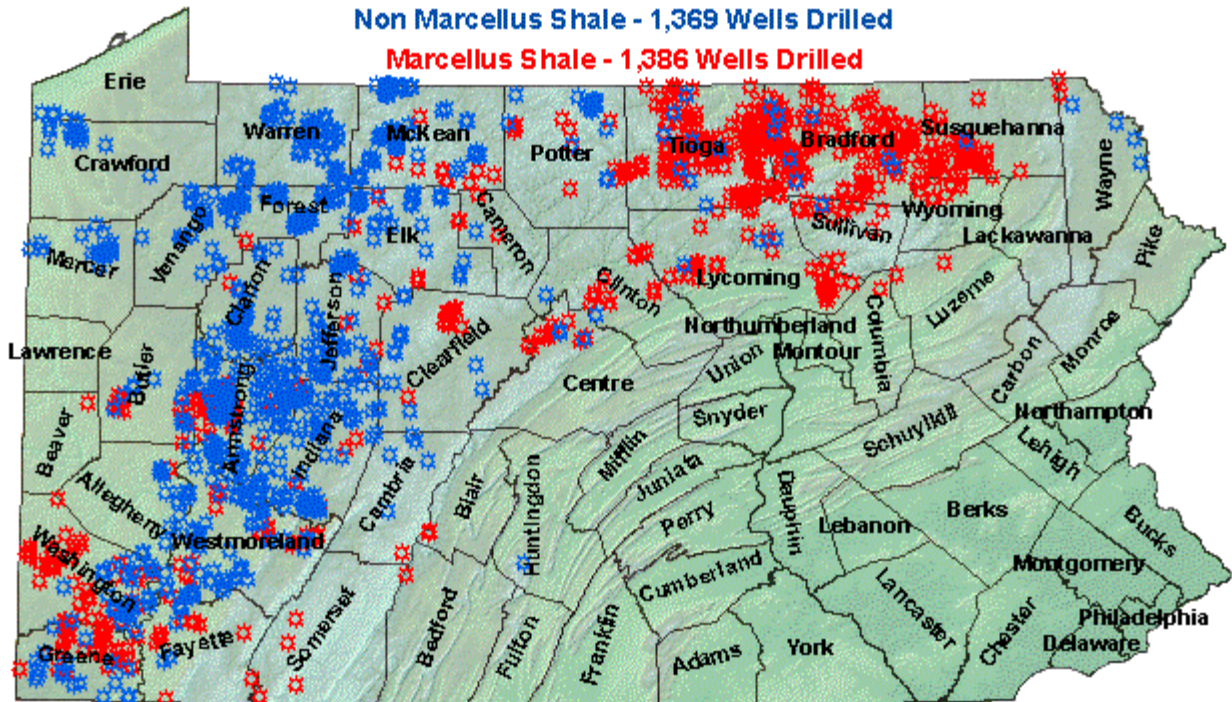 Non Marcellus Shale - 1,369 Wells Drilled
Marcellus Shale - 1,386 Wells Drilled
Erie
Crawford
Warren
McKean
Potter
Tioga
Bradford
Susquehanna
Wayne
Mercer
Venango
Forest
Elk
Cameron
Sullivan
Wyoming
Lackawanna
Pike
Clarion
Jefferson
Clinton
Lycoming
Luzerne
Lawrence
Butler
Armstrong
Clearfield
Centre
Northumberland
Montour
Columbia
Union
Carbon
Monroe
Beaver
Indiana
Snyder
Schuylkill
Northampton
Lehigh
Allegheny
Cambria
Blair
Huntingdon
Mifflin
Juniata
Perry
Dauphin
Lebanon
Berks
Bucks
Washington
Westmoreland
Cumberland
Lancaster
Montgomery
Philadelphia
Greene
Fayette
Somerset
Bedford
Fulton
Franklin
Adams
York
Chester
Delaware